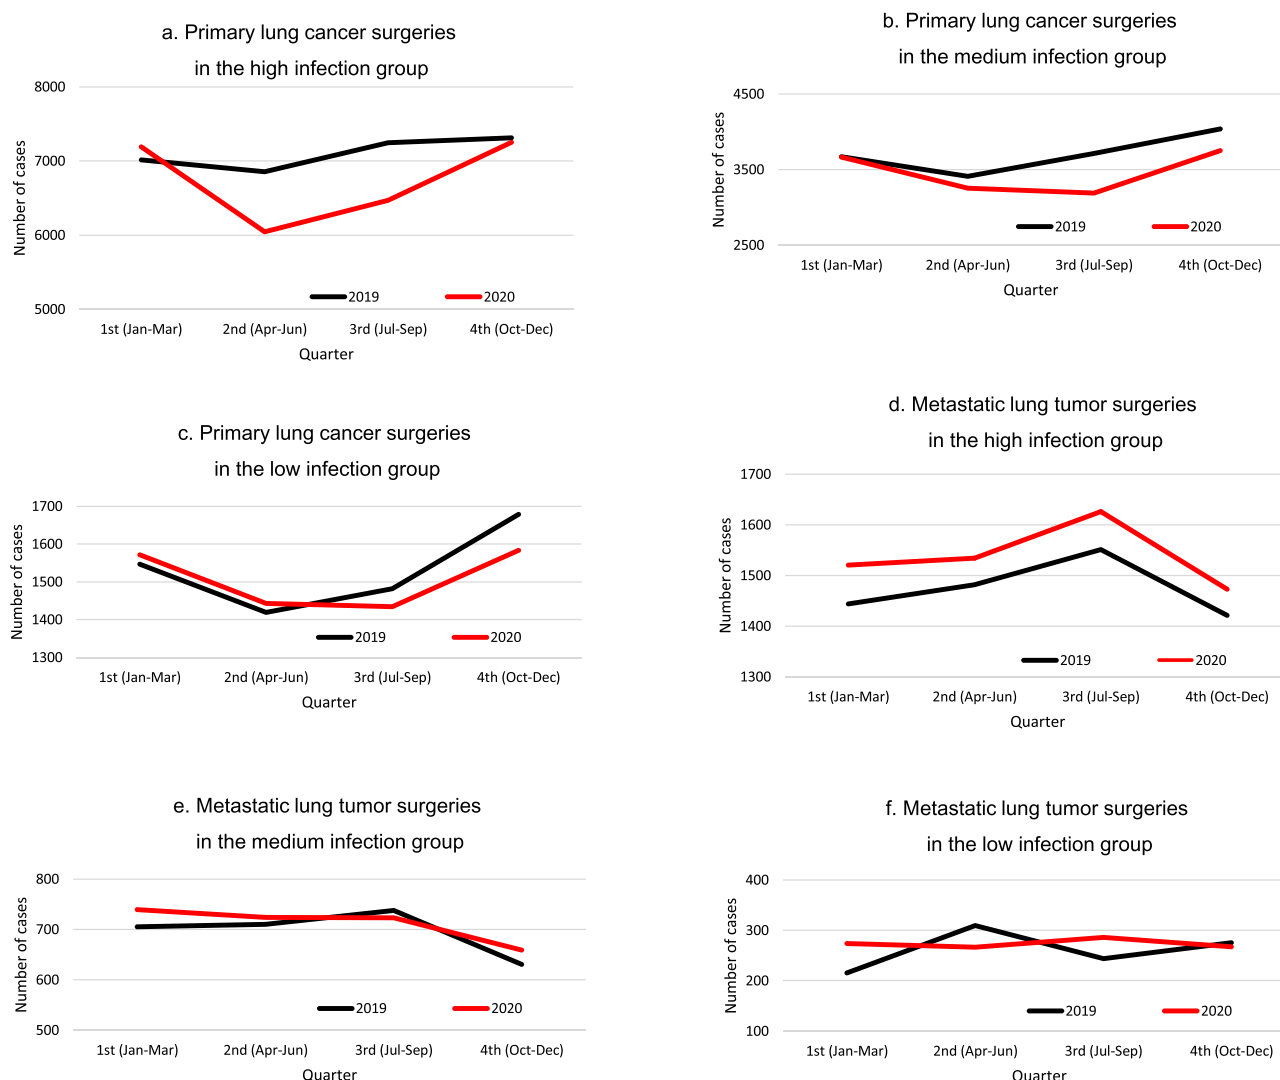 a. Primary lung cancer surgeries
in the high infection group
8000
7000
6000
5000
Number of cases
2019
2020
1st (Jan-Mar)
2nd (Apr-Jun)
3rd (Jul-Sep)
4th (Oct-Dec)
Quarter
b. Primary lung cancer surgeries
in the medium infection group
4500
3500
2500
Number of cases
2019
2020
1st (Jan-Mar)
2nd (Apr-Jun)
3rd (Jul-Sep)
4th (Oct-Dec)
Quarter
c. Primary lung cancer surgeries
in the low infection group
1700
1600
1500
1400
1300
Number of cases
2019
2020
1st (Jan-Mar)
2nd (Apr-Jun)
3rd (Jul-Sep)
4th (Oct-Dec)
Quarter
d. Metastatic lung tumor surgeries
in the high infection group
1700
1600
1500
1400
1300
Number of cases
2019
2020
1st (Jan-Mar)
2nd (Apr-Jun)
3rd (Jul-Sep)
4th (Oct-Dec)
Quarter
e. Metastatic lung tumor surgeries
in the medium infection group
800
700
600
500
Number of cases
2019
2020
1st (Jan-Mar)
2nd (Apr-Jun)
3rd (Jul-Sep)
4th (Oct-Dec)
Quarter
f. Metastatic lung tumor surgeries
in the low infection group
400
300
200
100
Number of cases
2019
2020
1st (Jan-Mar)
2nd (Apr-Jun)
3rd (Jul-Sep)
4th (Oct-Dec)
Quarter